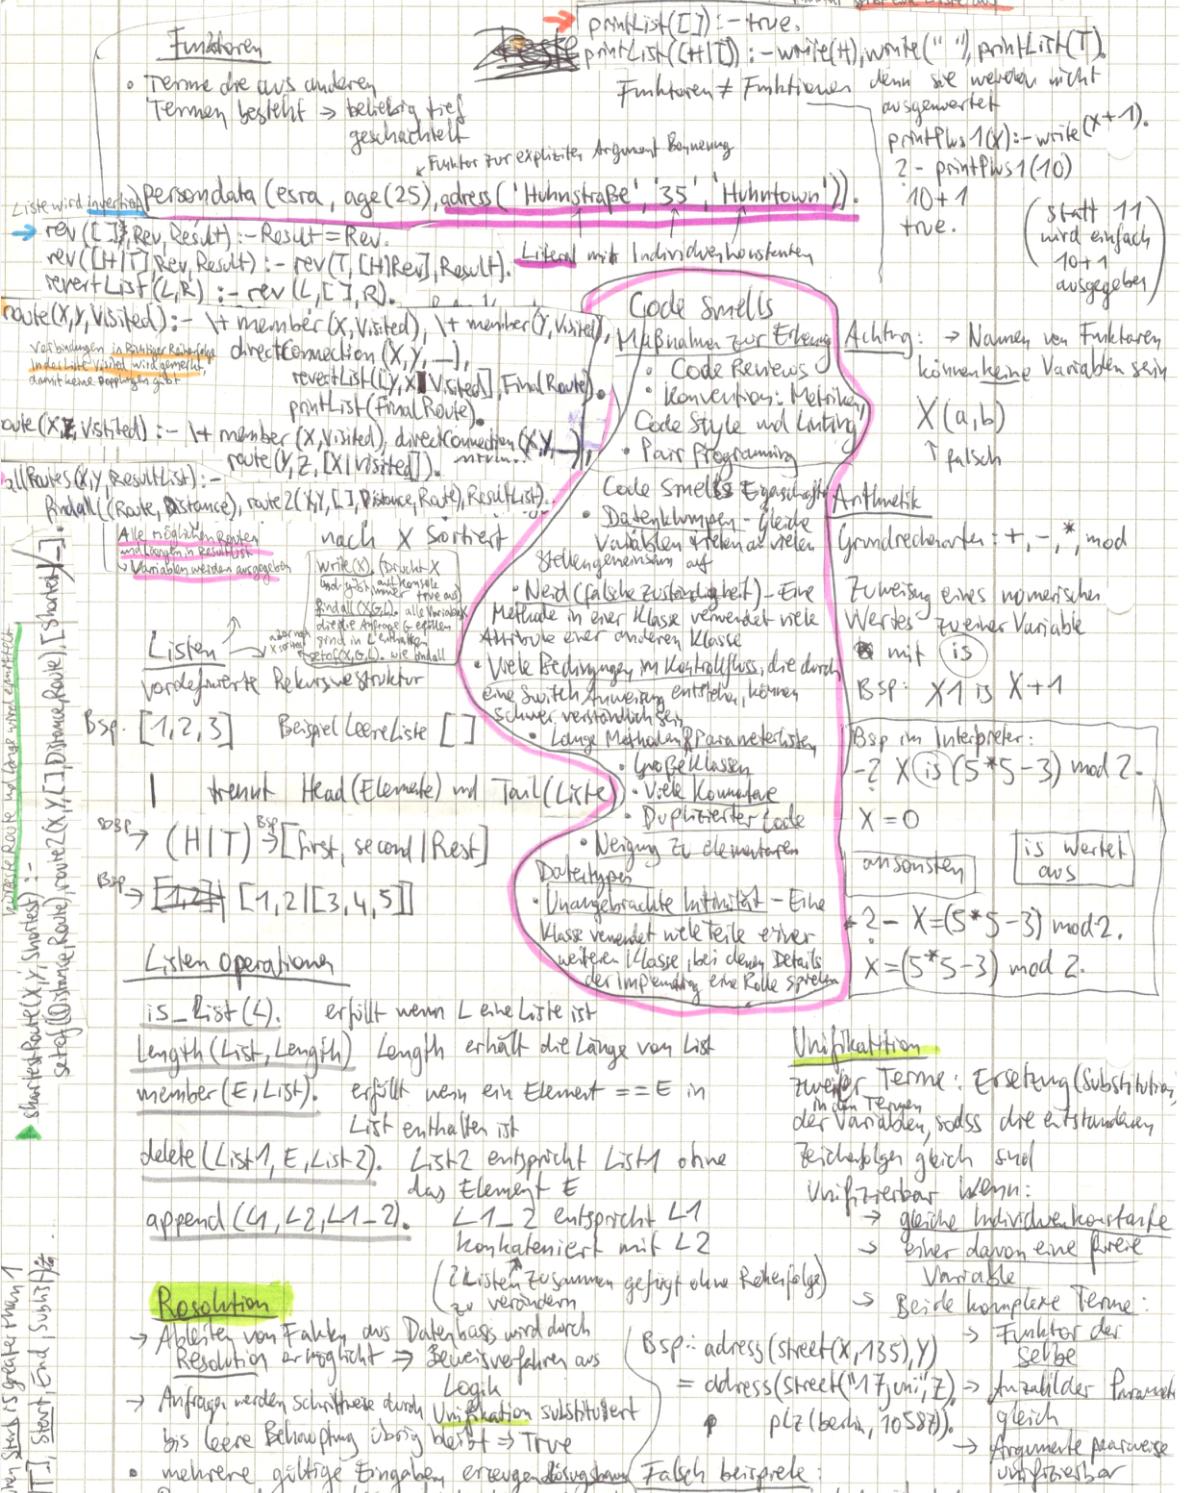 printList([]):-true.
printList([H|T]):-write(H),write(" "),printList(T).
Funktoren
• Terme die aus anderen
Termen besteht → beliebig tief
geschachtelt
Funktoren ≠ Funktionen denn sie werden nicht
ausgewertet
printPlus1(X):-write(X+1).
?- printPlus1(10)
10+1
true.
(statt 11
wird einfach
10+1
ausgegeben)
Funktor zur expliziten Argument Benennung
persondata(esra, age(25), adress('Huhnstraße','35','Huhntown')).
Literal mit Individuenkonstanten
Liste wird invertiert
→ rev([],Rev,Result):-Result=Rev.
rev([H|T],Rev,Result):-rev(T,[H|Rev],Result).
revertList(L,R):-rev(L,[],R).
route(X,Y,Visited):- \+ member(X,Visited), \+ member(Y,Visited),
directConnection(X,Y,_),
revertList([Y,X|Visited],FinalRoute),
printList(FinalRoute).
Verbindungen in richtiger Reihenfolge
in der Liste Visited wird gemerkt,
damit keine Dopplungen gibt
route(X,Z,Visited):- \+ member(X,Visited), directConnection(X,Y,_),
route(Y,Z,[X|Visited]).
allRoutes(X,Y,ResultList):-
findall((Route,Distance),route2(X,Y,[],Distance,Route),ResultList).
Alle möglichen Routen
und Längen in Resultlist
↳ Variablen werden ausgegeben
nach X sortiert
write(X). (Druckt X
und gibt immer true aus)
auf Konsole
findall(X,G,L). alle Variablen X
die die Anfrage G erfüllen
sind in L enthalten
setof(X,G,L). wie findall
aber nach
X sortiert
Listen
vordefinierte Rekursive Struktur
Bsp. [1,2,3] Beispiel Leere Liste []
| trennt Head(Elemente) und Tail(Liste)
Bsp → (H|T) Bsp → [first, second|Rest]
Bsp → [1,2|[3,4,5]]
Listen Operationen
is_List(L). erfüllt wenn L eine Liste ist
Length(List,Length) Length erhält die Länge von List
member(E,List). erfüllt wenn ein Element == E in
List enthalten ist
delete(List1,E,List2). List2 entspricht List1 ohne
das Element E
append(L1,L2,L1_2). L1_2 entspricht L1
konkateniert mit L2
(2 Listen zusammen gefügt ohne Reihenfolge)
zu verändern
Resolution
→ Ableiten von Fakten aus Datenbasis wird durch
Resolution ermöglicht ⇒ Beweisverfahren aus
Logik
→ Anfragen werden schrittweise durch Unifikation substituiert
bis leere Behauptung übrig bleibt ⇒ True
• mehrere gültige Eingaben erzeugen
Code Smells
Maßnahmen zur Erkennung
• Code Reviews
• Konvention: Metriken
Code Style und Linting
• Pair Programming
Code Smells Eigenschaften
• Datenklumpen - gleiche
Variablen treten an vielen
Stellen gemeinsam auf
• Neid (falsche Zuständigkeit) - Eine
Methode in einer Klasse verwendet viele
Attribute einer anderen Klasse
• Viele Bedingungen im Kontrollfluss, die durch
eine Switch Anweisung entstehen, können
schwer verständlich sein
• Lange Methoden & Parameterlisten
• Große Klassen
• Viele Kommentare
• Duplizierter Code
• Neigung zu elementaren
Datentypen
• Unangebrachte Intimität - Eine
Klasse verwendet viele Teile einer
weiteren Klasse, bei denen Details
der Implementierung eine Rolle spielen
Achtung: → Namen von Funktoren
können keine Variablen sein
X(a,b)
↑ falsch
Arithmetik
Grundrechenarten: +,-,*,mod
Zuweisung eines numerischen
Wertes zu einer Variable
mit is
Bsp: X1 is X+1
Bsp im Interpreter:
-? X is (5*5-3) mod 2.
X=0
ansonsten
is wertet
aus
?- X=(5*5-3) mod 2.
X=(5*5-3) mod 2.
Unifikatition
zweier Terme: Ersetzung (Substitution)
in den Termen
der Variablen, sodss die entstandenen
Zeichenfolgen gleich sind
Unifizierbar wenn:
→ gleiche Individuenkonstante
→ einer davon eine freie
Variable
→ Beide komplexe Terme:
→ Funktor der
selbe
→ Anzahl der Parameter
gleich
→ Argumente paarweise
unifizierbar
Bsp.: adress(street(X,135),Y)
= adress(street("17juni",Z)
plz(berlin,10587)).
Falsch beispiele:
kürzeste Route und Länge wird ermittelt
▲ shortestRoute(X,Y,Shortest):-
setof((Distance,Route),route2(X,Y,[],Distance,Route),[Shortest|_]).
Start is greater than 1
Start, End, Sublist)